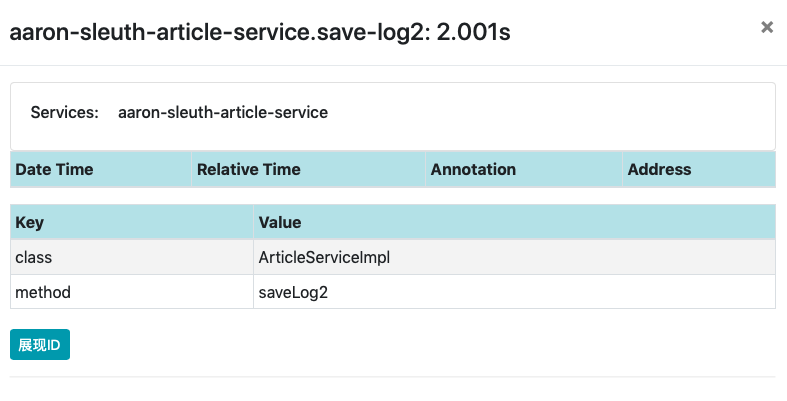 aaron-sleuth-article-service.save-log2: 2.001s ×
Services: aaron-sleuth-article-service
Date Time Relative Time Annotation Address
Key Value
class ArticleServiceImpl
method saveLog2
展现ID